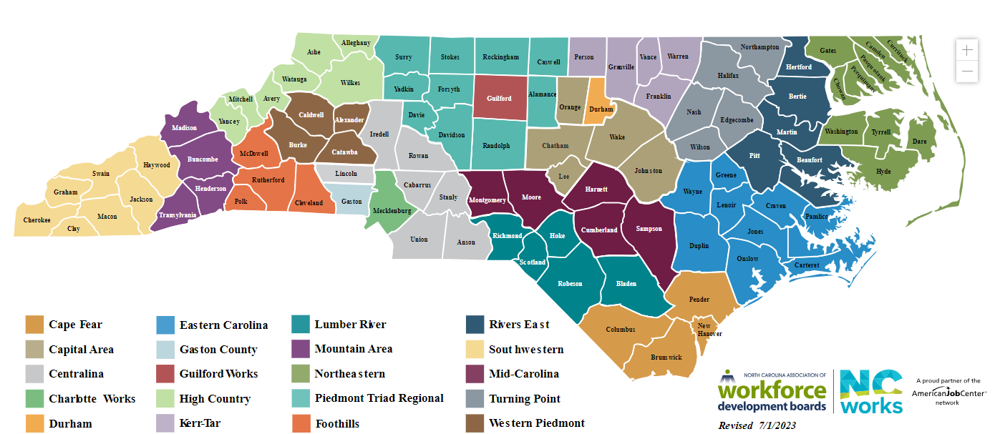 Alleghany
Ashe
Surry
Stokes
Rockingham
Caswell
Person
Granville
Vance
Warren
Northampton
Gates
Camden
Currituck
Pasquotank
Perquimans
Chowan
Hertford
Halifax
Watauga
Wilkes
Yadkin
Forsyth
Guilford
Alamance
Orange
Durham
Franklin
Bertie
Mitchell
Avery
Yancey
Caldwell
Alexander
Davie
Iredell
Davidson
Randolph
Chatham
Wake
Nash
Edgecombe
Martin
Washington
Tyrrell
Dare
Madison
Buncombe
McDowell
Burke
Catawba
Rowan
Wilson
Pitt
Beaufort
Hyde
Haywood
Swain
Graham
Jackson
Henderson
Rutherford
Lincoln
Cabarrus
Lee
Johnston
Greene
Wayne
Cherokee
Macon
Clay
Transylvania
Polk
Cleveland
Gaston
Mecklenburg
Stanly
Montgomery
Moore
Harnett
Lenoir
Craven
Pamlico
Union
Anson
Richmond
Hoke
Cumberland
Sampson
Duplin
Jones
Onslow
Carteret
Scotland
Robeson
Bladen
Pender
Columbus
New
Hanover
Brunswick
Cape Fear
Capital Area
Centralina
Charlotte Works
Durham
Eastern Carolina
Gaston County
Guilford Works
High Country
Kerr-Tar
Lumber River
Mountain Area
Northeastern
Piedmont Triad Regional
Foothills
Rivers East
Southwestern
Mid-Carolina
Turning Point
Western Piedmont
NORTH CAROLINA ASSOCIATION OF
workforce
development boards
NC
works
A proud partner of the
AmericanJobCenter
network
Revised 7/1/2023